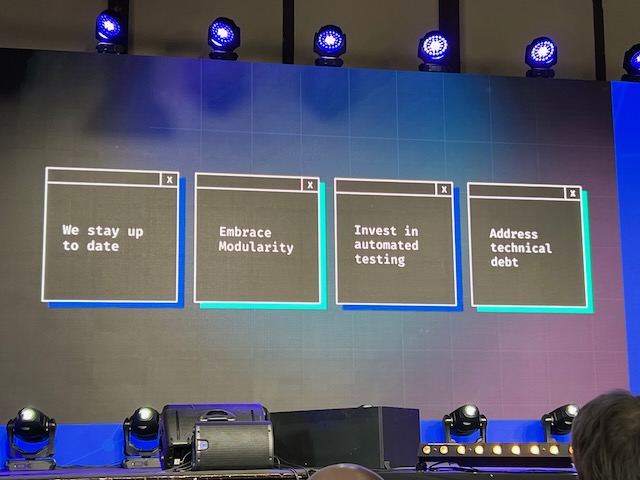 X
We stay up
to date
X
Embrace
Modularity
X
Invest in
automated
testing
X
Address
technical
debt